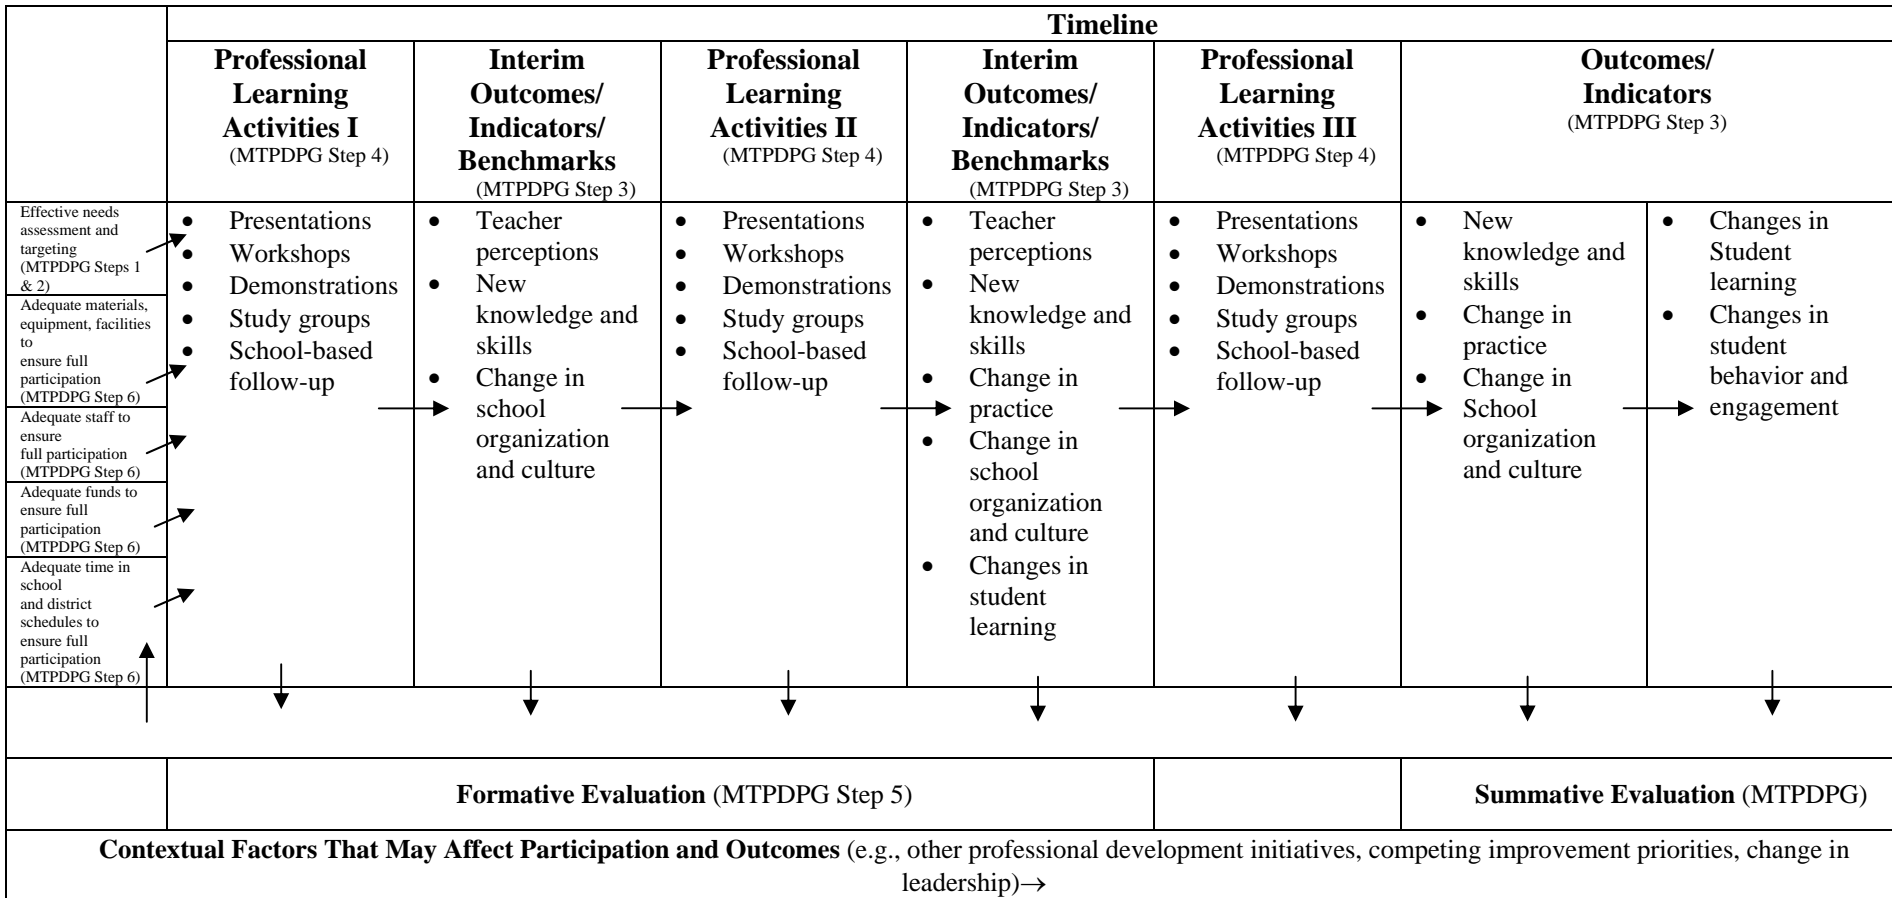 Timeline
Professional
Learning
Activities I
(MTPDPG Step 4)
Interim
Outcomes/
Indicators/
Benchmarks
(MTPDPG Step 3)
Professional
Learning
Activities II
(MTPDPG Step 4)
Interim
Outcomes/
Indicators/
Benchmarks
(MTPDPG Step 3)
Professional
Learning
Activities III
(MTPDPG Step 4)
Outcomes/
Indicators
(MTPDPG Step 3)
Effective needs
assessment and
targeting
(MTPDPG Steps 1
& 2)
Adequate materials,
equipment, facilities
to
ensure full
participation
(MTPDPG Step 6)
Adequate staff to
ensure
full participation
(MTPDPG Step 6)
Adequate funds to
ensure full
participation
(MTPDPG Step 6)
Adequate time in
school
and district
schedules to
ensure full
participation
(MTPDPG Step 6)
• Presentations
• Workshops
• Demonstrations
• Study groups
• School-based
follow-up
• Teacher
perceptions
• New
knowledge and
skills
• Change in
school
organization
and culture
• Presentations
• Workshops
• Demonstrations
• Study groups
• School-based
follow-up
• Teacher
perceptions
• New
knowledge and
skills
• Change in
practice
• Change in
school
organization
and culture
• Changes in
student
learning
• Presentations
• Workshops
• Demonstrations
• Study groups
• School-based
follow-up
• New
knowledge and
skills
• Change in
practice
• Change in
School
organization
and culture
• Changes in
Student
learning
• Changes in
student
behavior and
engagement
Formative Evaluation (MTPDPG Step 5)
Summative Evaluation (MTPDPG)
Contextual Factors That May Affect Participation and Outcomes (e.g., other professional development initiatives, competing improvement priorities, change in
leadership)→